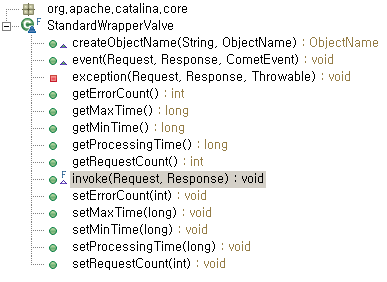 org.apache.catalina.core
StandardWrapperValve
createObjectName(String, ObjectName) : ObjectName
event(Request, Response, CometEvent) : void
exception(Request, Response, Throwable) : void
getErrorCount() : int
getMaxTime() : long
getMinTime() : long
getProcessingTime() : long
getRequestCount() : int
invoke(Request, Response) : void
setErrorCount(int) : void
setMaxTime(long) : void
setMinTime(long) : void
setProcessingTime(long) : void
setRequestCount(int) : void